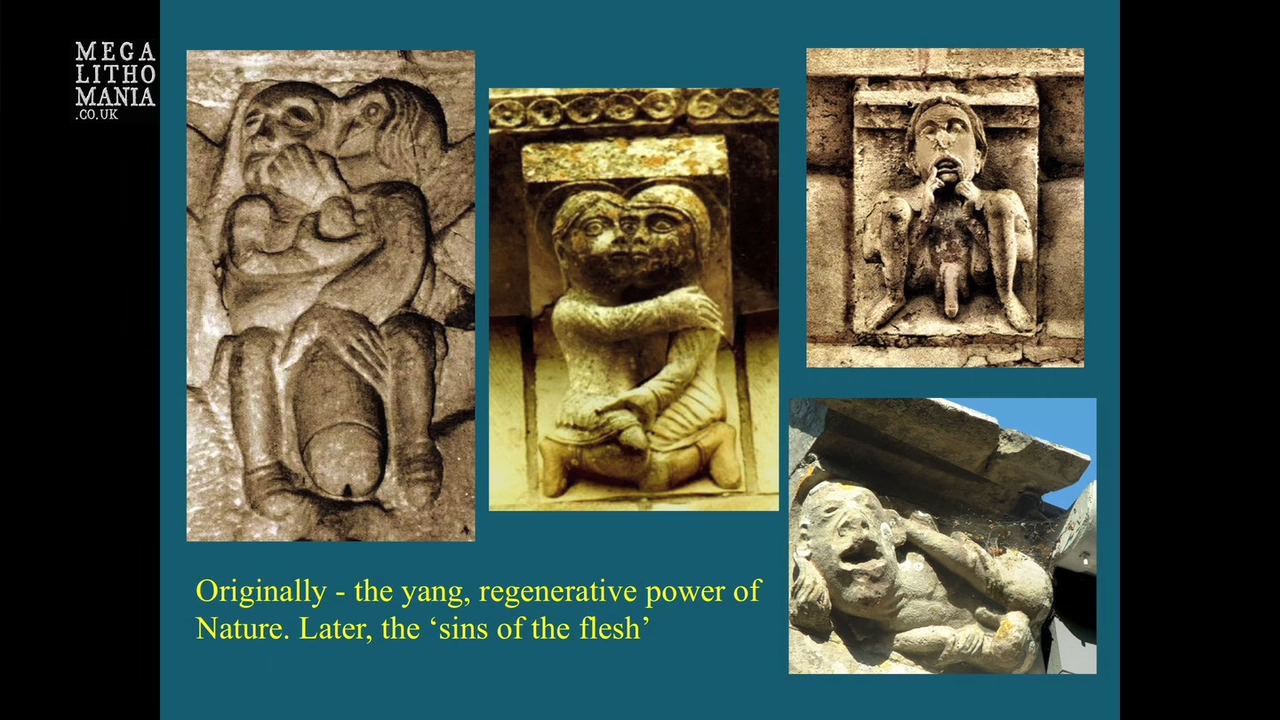 MEGA
LITHO
MANIA
.CO.UK
Originally - the yang, regenerative power of
Nature. Later, the ‘sins of the flesh’